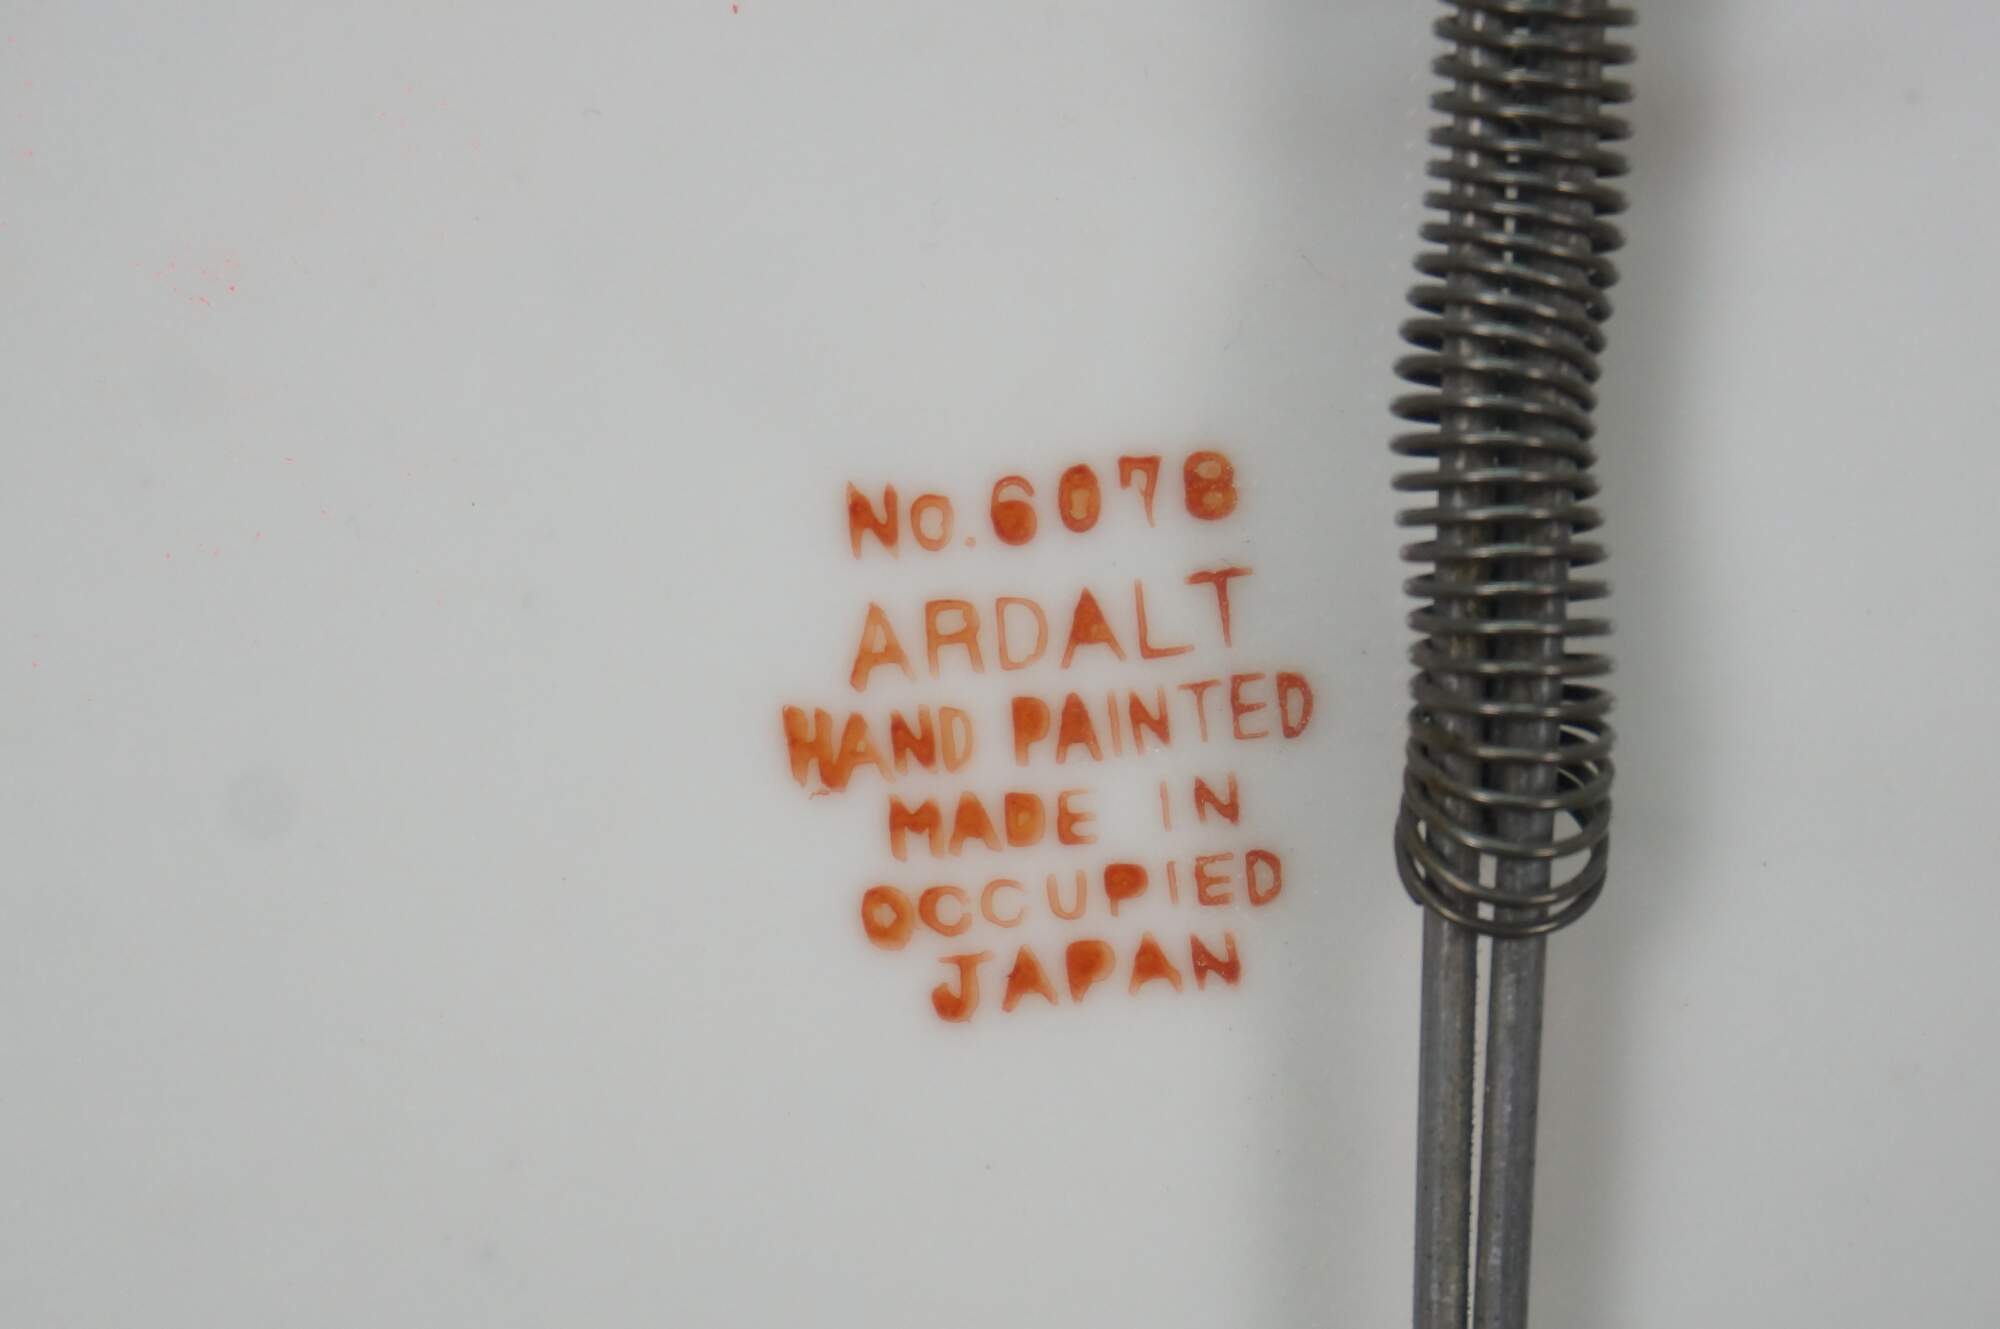 No. 6078
ARDALT
HAND PAINTED
MADE IN
OCCUPIED
JAPAN